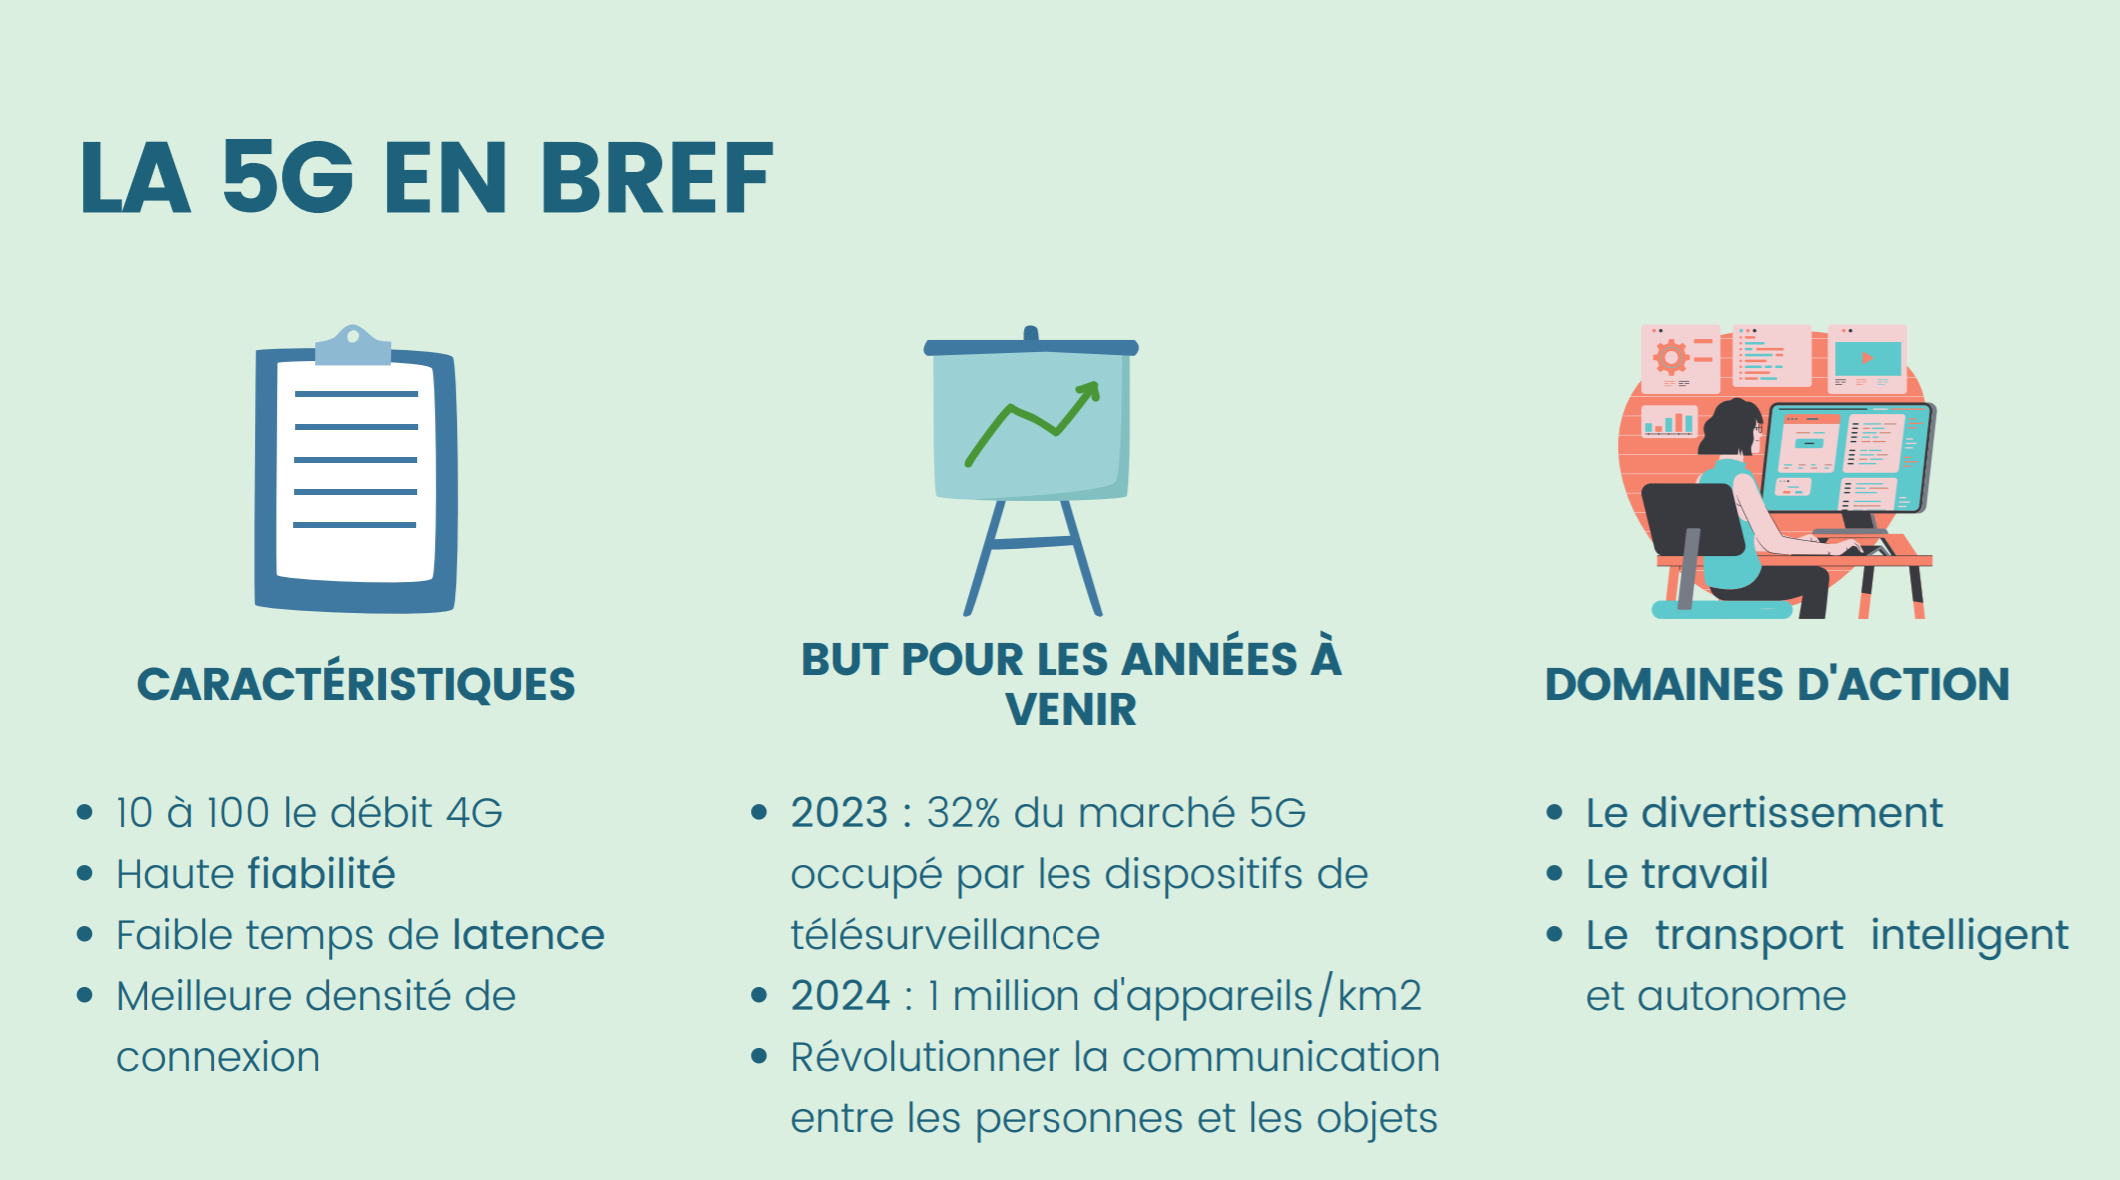 LA 5G EN BREF
CARACTÉRISTIQUES
10 à 100 le débit 4G
Haute fiabilité
Faible temps de latence
Meilleure densité de
connexion
BUT POUR LES ANNÉES À
VENIR
2023 : 32% du marché 5G
occupé par les dispositifs de
télésurveillance
2024 : 1 million d'appareils/km2
Révolutionner la communication
entre les personnes et les objets
DOMAINES D'ACTION
Le divertissement
Le travail
Le transport intelligent
et autonome